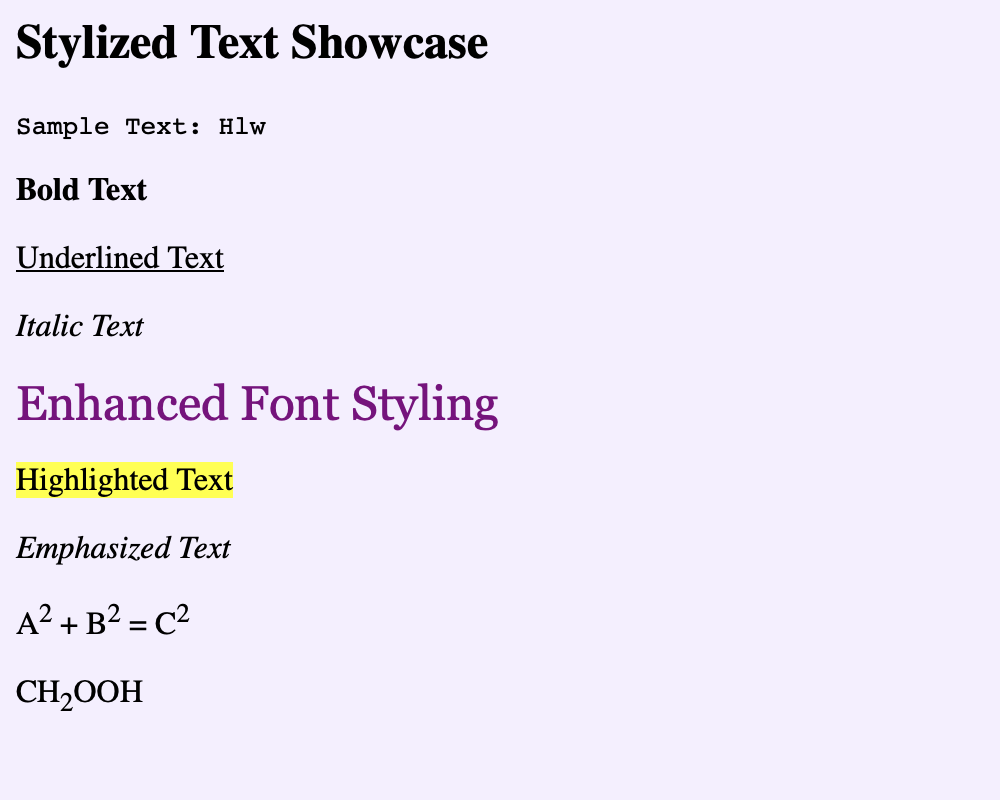 Stylized Text Showcase
Sample Text: Hlw
Bold Text
Underlined Text
Italic Text
Enhanced Font Styling
Highlighted Text
Emphasized Text
A² + B² = C²
CH₂OOH